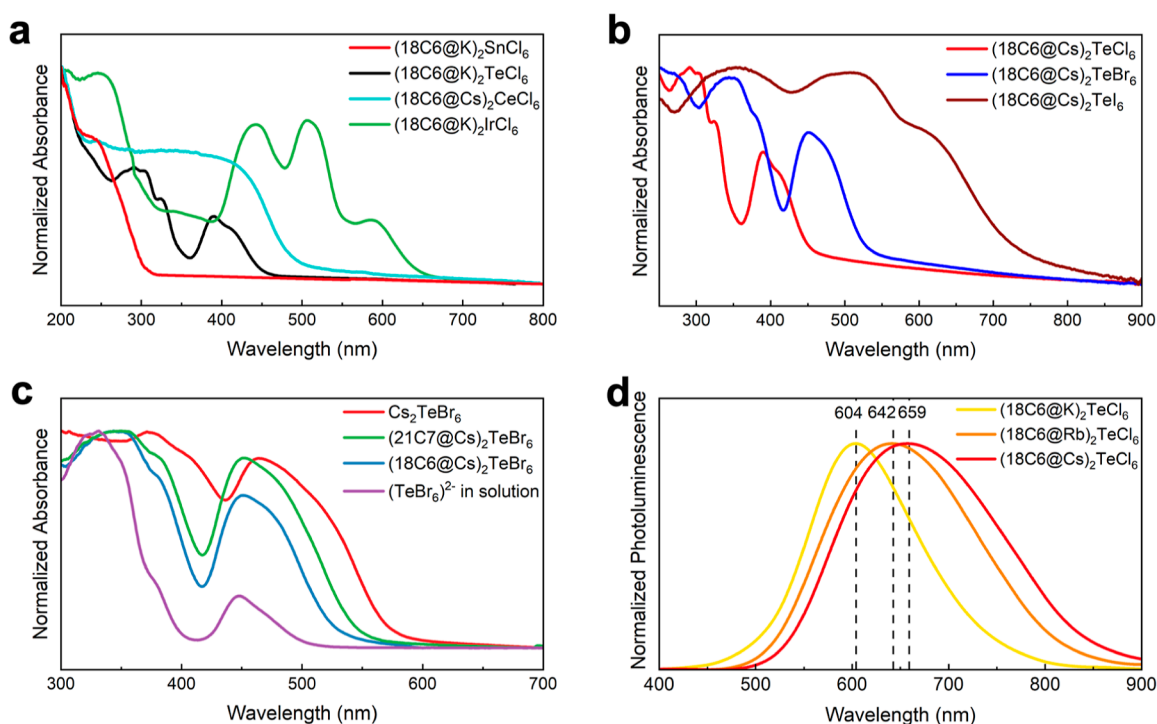 a
(18C6@K)₂SnCl₆
(18C6@K)₂TeCl₆
(18C6@Cs)₂CeCl₆
(18C6@K)₂IrCl₆
Normalized Absorbance
200 300 400 500 600 700 800
Wavelength (nm)
b
(18C6@Cs)₂TeCl₆
(18C6@Cs)₂TeBr₆
(18C6@Cs)₂TeI₆
Normalized Absorbance
300 400 500 600 700 800 900
Wavelength (nm)
c
Cs₂TeBr₆
(21C7@Cs)₂TeBr₆
(18C6@Cs)₂TeBr₆
(TeBr₆)²⁻ in solution
Normalized Absorbance
300 400 500 600 700
Wavelength (nm)
d
604 642 659
(18C6@K)₂TeCl₆
(18C6@Rb)₂TeCl₆
(18C6@Cs)₂TeCl₆
Normalized Photoluminescence
400 500 600 700 800 900
Wavelength (nm)